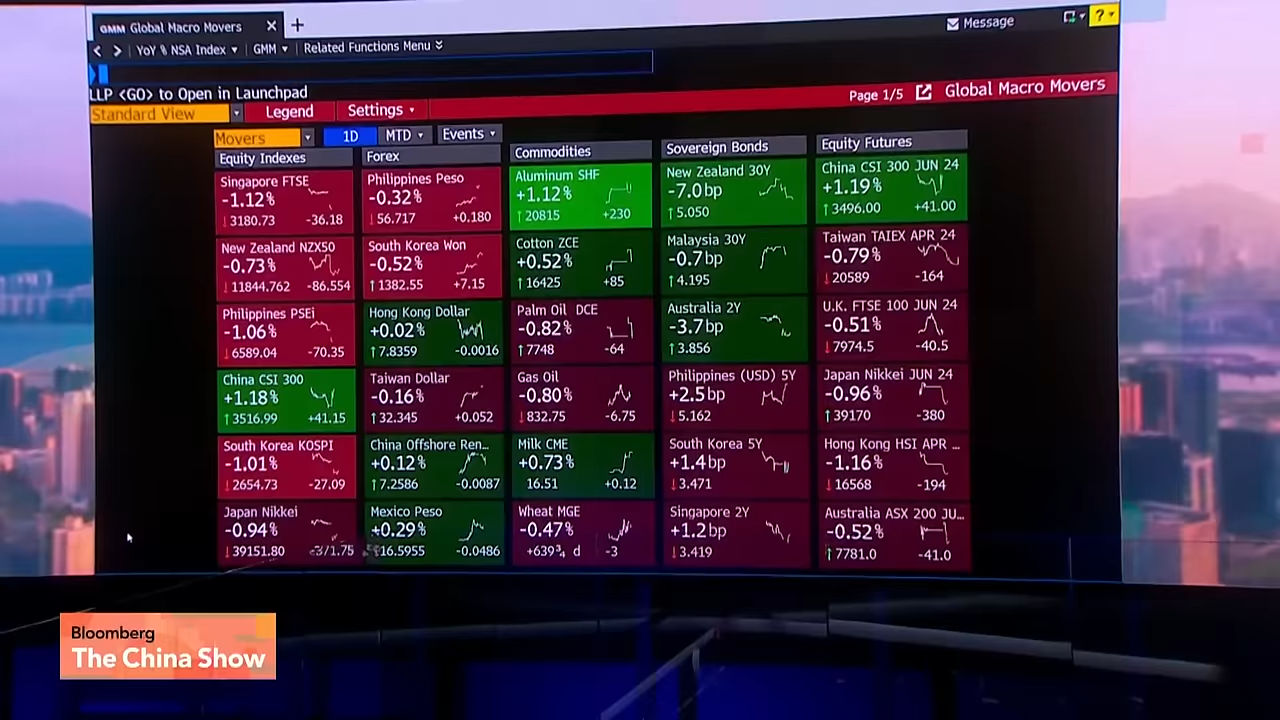 GMM Global Macro Movers
Message
?
YoY % NSA Index
GMM
Related Functions Menu
LLP <GO> to Open in Launchpad
Standard View
Legend
Settings
Page 1/5
Global Macro Movers
Movers
1D
MTD
Events
Equity Indexes
Singapore FTSE
-1.12%
↓3180.73 -36.18
New Zealand NZX50
-0.73%
↓11844.762 -86.554
Philippines PSEi
-1.06%
↓6589.04 -70.35
China CSI 300
+1.18%
↑3516.99 +41.15
South Korea KOSPI
-1.01%
↓2654.73 -27.09
Japan Nikkei
-0.94%
↓39151.80 -371.75
Forex
Philippines Peso
-0.32%
↓56.717 +0.180
South Korea Won
-0.52%
↑1382.55 +7.15
Hong Kong Dollar
+0.02%
↑7.8359 -0.0016
Taiwan Dollar
-0.16%
↑32.345 +0.052
China Offshore Ren...
+0.12%
↑7.2586 -0.0087
Mexico Peso
+0.29%
16.5955 -0.0486
Commodities
Aluminum SHF
+1.12%
↑20815 +230
Cotton ZCE
+0.52%
↑16425 +85
Palm Oil DCE
-0.82%
↑7748 -64
Gas Oil
-0.80%
↓832.75 -6.75
Milk CME
+0.73%
16.51 +0.12
Wheat MGE
-0.47%
d -3
Sovereign Bonds
New Zealand 30Y
-7.0bp
↑5.050
Malaysia 30Y
-0.7bp
↑4.195
Australia 2Y
-3.7bp
↑3.856
Philippines (USD) 5Y
+2.5bp
↓5.162
South Korea 5Y
+1.4bp
↓3.471
Singapore 2Y
+1.2bp
↓3.419
Equity Futures
China CSI 300 JUN 24
+1.19%
↑3496.00 +41.00
Taiwan TAIEX APR 24
-0.79%
↓20589 -164
U.K. FTSE 100 JUN 24
-0.51%
↓7974.5 -40.5
Japan Nikkei JUN 24
-0.96%
↑39170 -380
Hong Kong HSI APR ...
-1.16%
↓16568 -194
Australia ASX 200 JU...
-0.52%
↑7781.0 -41.0
Bloomberg
The China Show